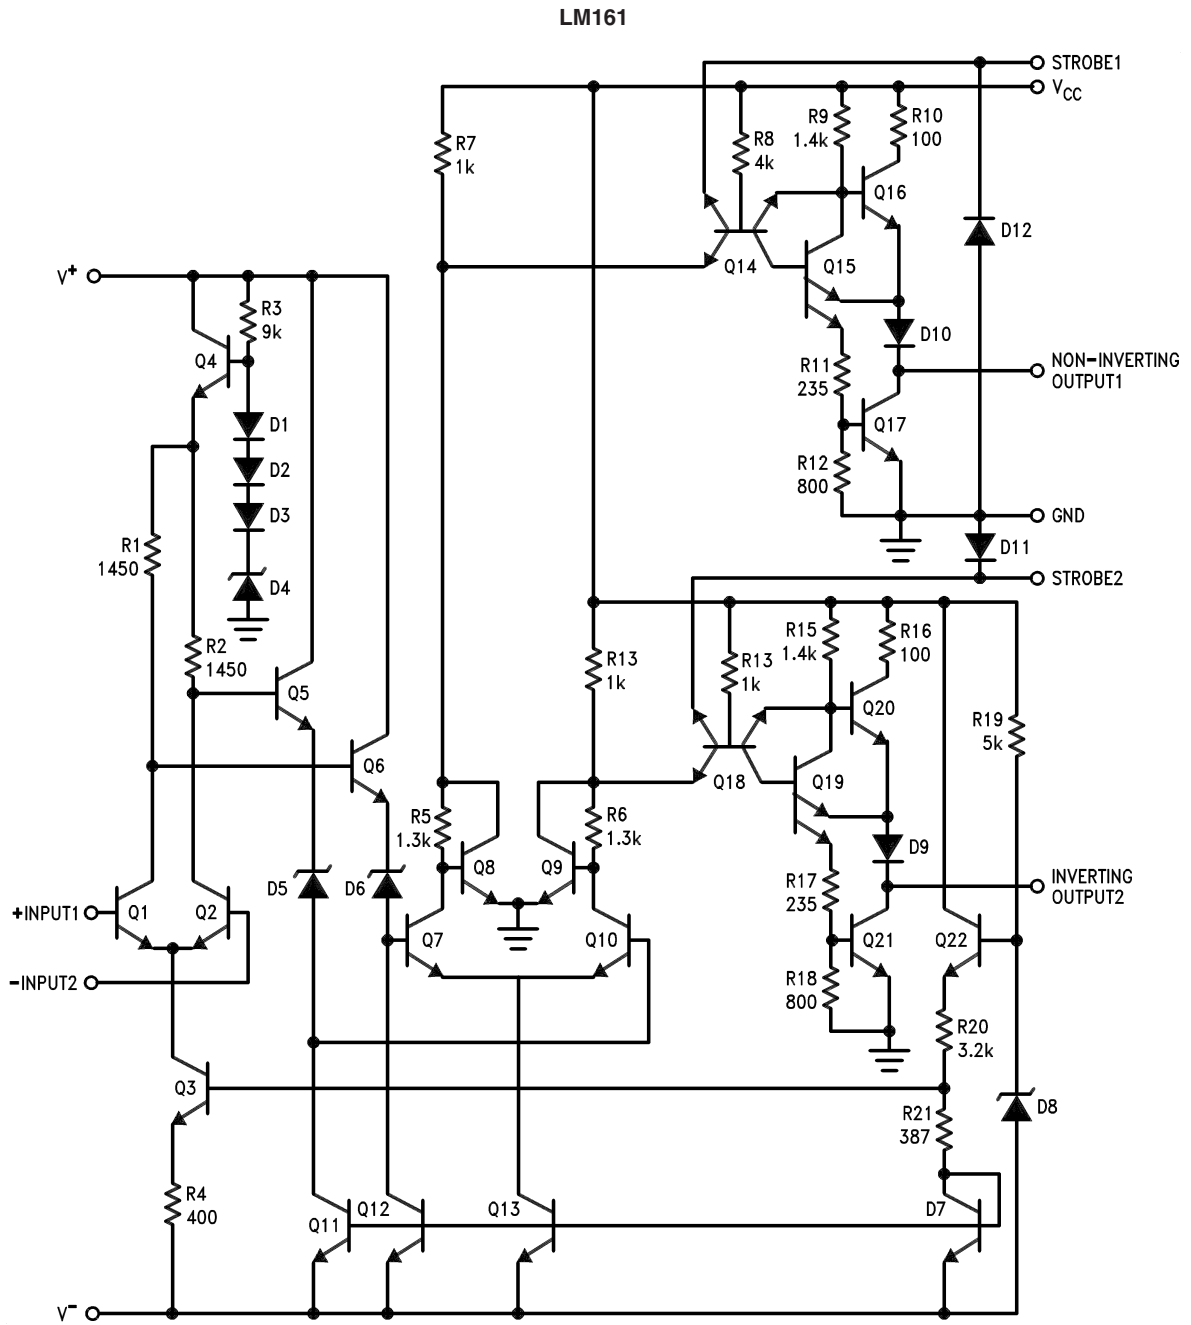 LM161
STROBE1
VCC
R7
1k
R8
4k
R9
1.4k
R10
100
Q16
Q14
Q15
D12
V+
R3
9k
Q4
D10
NON-INVERTING
OUTPUT1
R11
235
D1
Q17
D2
R12
800
D3
GND
R1
1450
D11
D4
STROBE2
R2
1450
R13
1k
R13
1k
R15
1.4k
R16
100
Q5
Q20
R19
5k
Q6
Q18
Q19
R5
1.3k
R6
1.3k
D9
Q8
Q9
D5
D6
R17
235
INVERTING
OUTPUT2
+INPUT1
Q1
Q2
Q7
Q10
Q21
Q22
-INPUT2
R18
800
R20
3.2k
Q3
D8
R21
387
R4
400
Q11
Q12
Q13
D7
V-